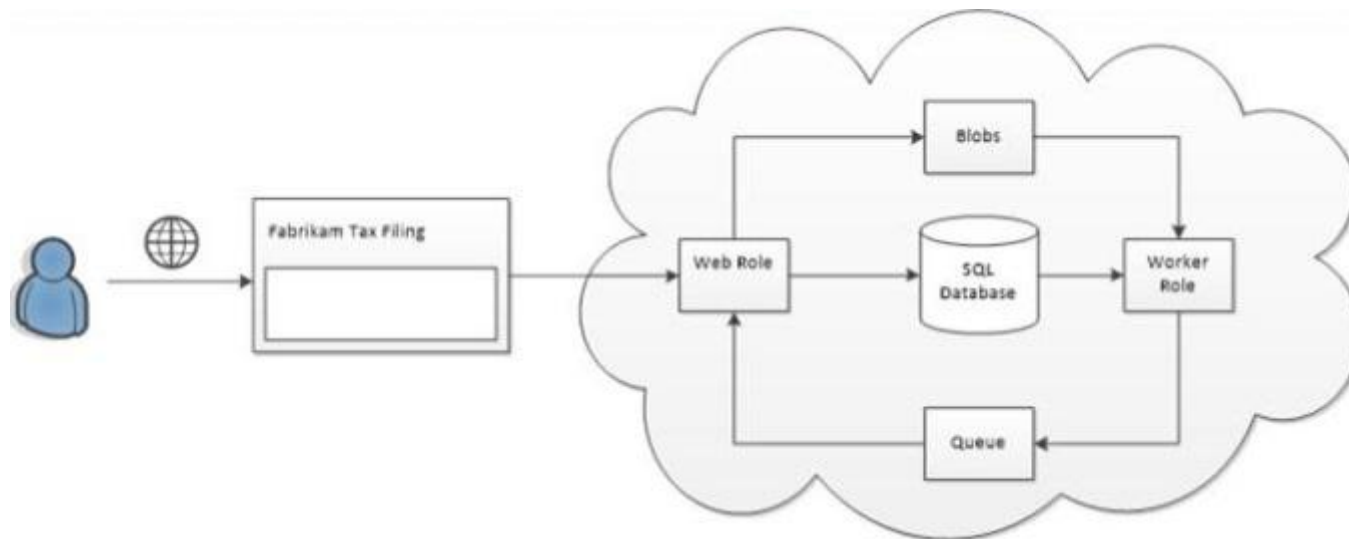 Fabrikam Tax Filing
Web Role
Blobs
SQL
Database
Worker
Role
Queue